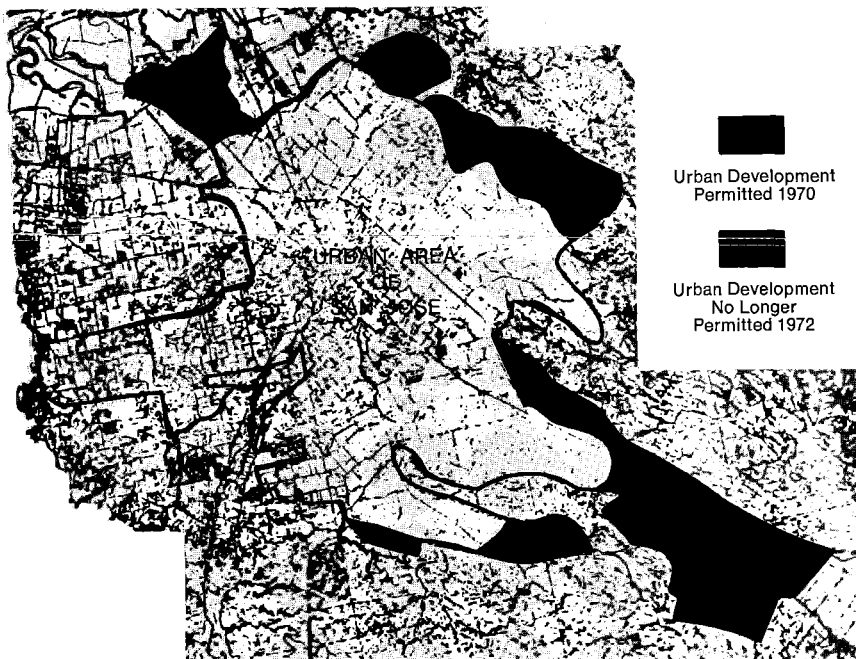 URBAN AREA
OF
SAN JOSE
Urban Development
Permitted 1970
Urban Development
No Longer
Permitted 1972